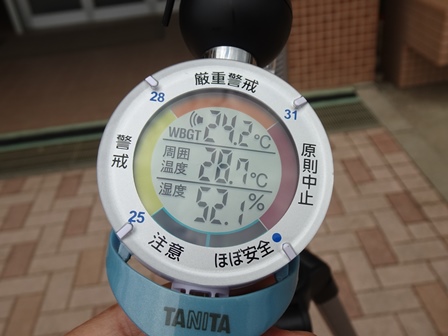 厳重警戒
28
31
WBGT 24.2℃
警戒
周囲温度 28.7℃
原則中止
湿度 52.1%
25
注意
ほぼ安全
TANITA